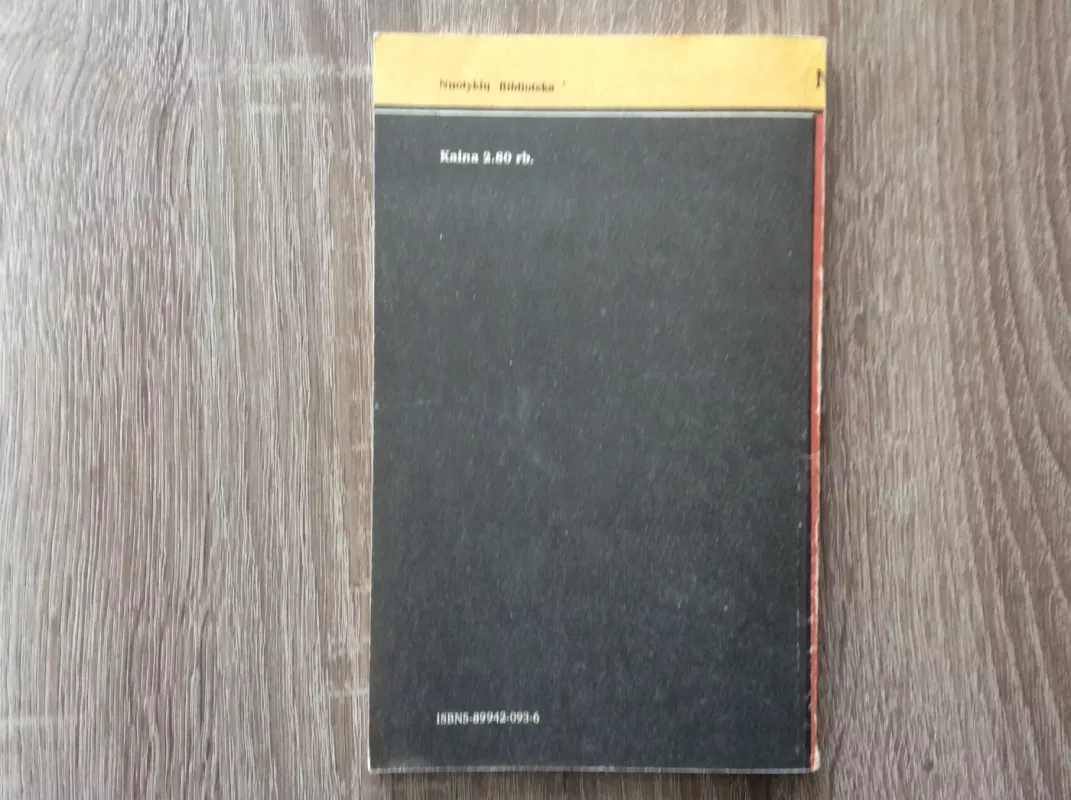 Nuotykių Biblioteka
Kaina 2.80 rb.
ISBN5-89942-093-6